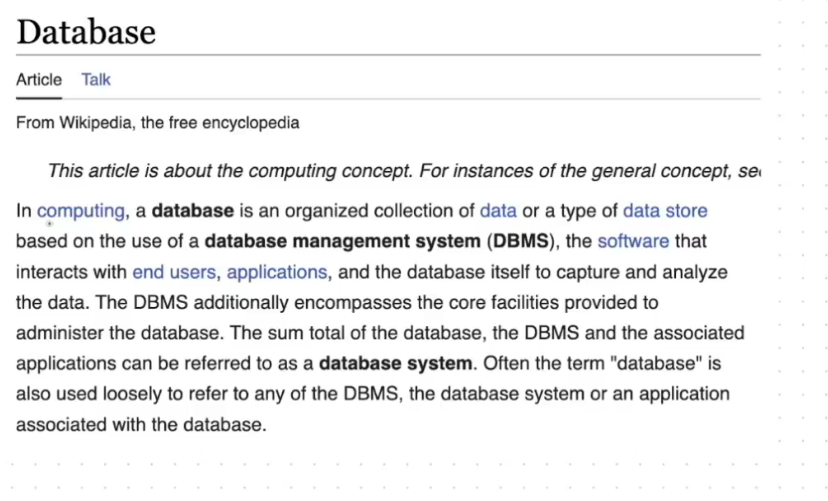 Database
Article Talk
From Wikipedia, the free encyclopedia
This article is about the computing concept. For instances of the general concept,
In computing, a database is an organized collection of data or a type of data store
based on the use of a database management system (DBMS), the software that
interacts with end users, applications, and the database itself to capture and analyze
the data. The DBMS additionally encompasses the core facilities provided to
administer the database. The sum total of the database, the DBMS and the associated
applications can be referred to as a database system. Often the term "database" is
also used loosely to refer to any of the DBMS, the database system or an application
associated with the database.